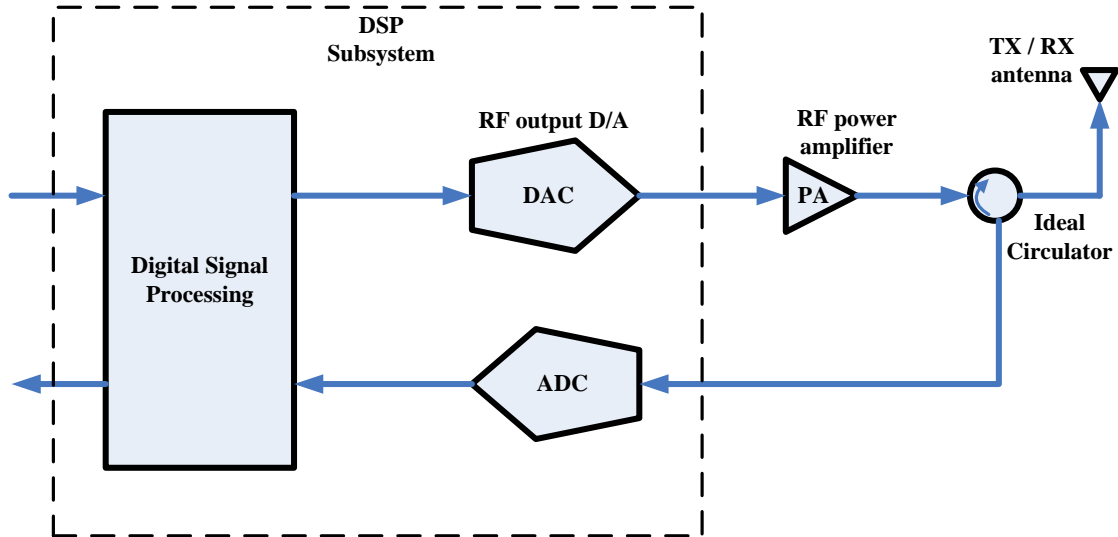 DSP
Subsystem
TX / RX
antenna
RF output D/A
RF power
amplifier
DAC
PA
Ideal
Circulator
Digital Signal
Processing
ADC